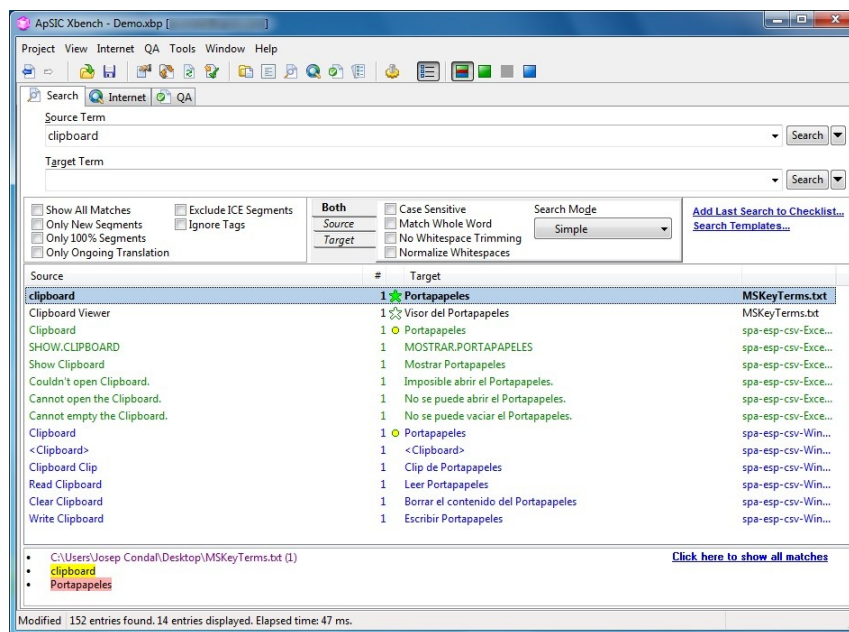 ApSIC Xbench - Demo.xbp [ ]
Project View Internet QA Tools Window Help
Search Internet QA
Source Term
clipboard Search
Target Term
Search
Show All Matches Exclude ICE Segments Both Case Sensitive Search Mode Add Last Search to Checklist...
Only New Segments Ignore Tags Source Match Whole Word Simple Search Templates...
Only 100% Segments Target No Whitespace Trimming
Only Ongoing Translation Normalize Whitespaces
Source # Target
clipboard 1 Portapapeles MSKeyTerms.txt
Clipboard Viewer 1 Visor del Portapapeles MSKeyTerms.txt
Clipboard 1 Portapapeles spa-esp-csv-Exce...
SHOW.CLIPBOARD 1 MOSTRAR.PORTAPAPELES spa-esp-csv-Exce...
Show Clipboard 1 Mostrar Portapapeles spa-esp-csv-Exce...
Couldn't open Clipboard. 1 Imposible abrir el Portapapeles. spa-esp-csv-Exce...
Cannot open the Clipboard. 1 No se puede abrir el Portapapeles. spa-esp-csv-Exce...
Cannot empty the Clipboard. 1 No se puede vaciar el Portapapeles. spa-esp-csv-Exce...
Clipboard 1 Portapapeles spa-esp-csv-Win...
<Clipboard> 1 <Clipboard> spa-esp-csv-Win...
Clipboard Clip 1 Clip de Portapapeles spa-esp-csv-Win...
Read Clipboard 1 Leer Portapapeles spa-esp-csv-Win...
Clear Clipboard 1 Borrar el contenido del Portapapeles spa-esp-csv-Win...
Write Clipboard 1 Escribir Portapapeles spa-esp-csv-Win...
• C:\Users\Josep Condal\Desktop\MSKeyTerms.txt (1) Click here to show all matches
• clipboard
• Portapapeles
Modified 152 entries found. 14 entries displayed. Elapsed time: 47 ms.